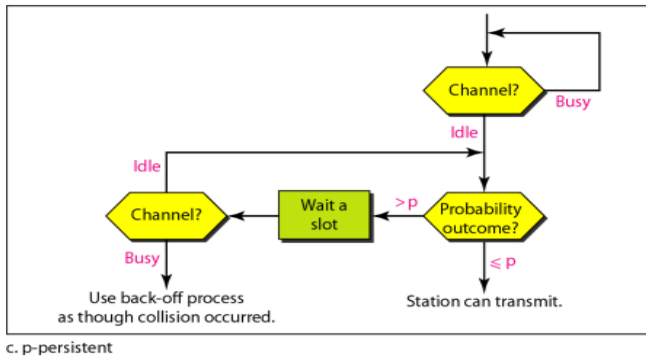 Channel?
Busy
Idle
Idle
Channel?
Wait a
slot
>p
Probability
outcome?
Busy
≤ p
Use back-off process
as though collision occurred.
Station can transmit.
c. p-persistent